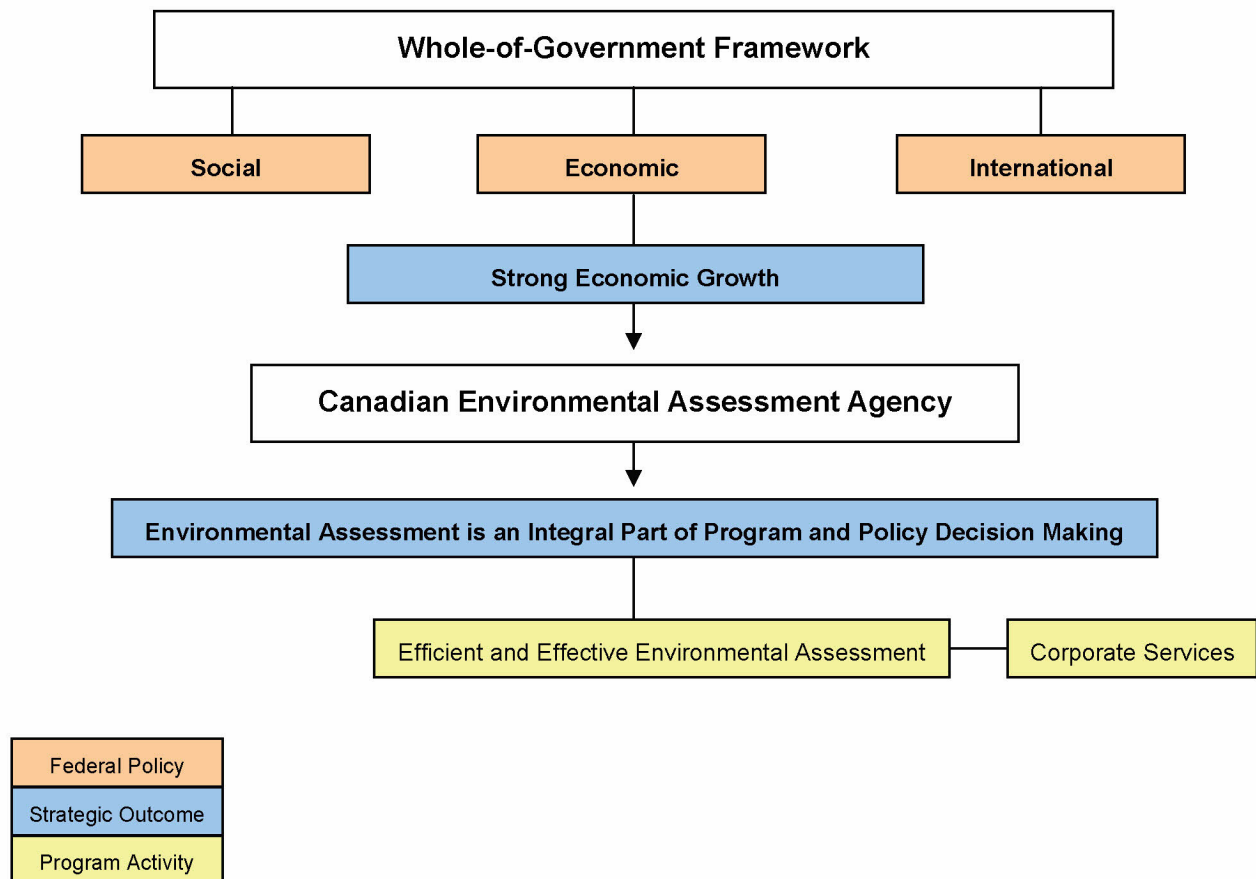 Whole-of-Government Framework
Social
Economic
International
Strong Economic Growth
Canadian Environmental Assessment Agency
Environmental Assessment is an Integral Part of Program and Policy Decision Making
Efficient and Effective Environmental Assessment
Corporate Services
Federal Policy
Strategic Outcome
Program Activity